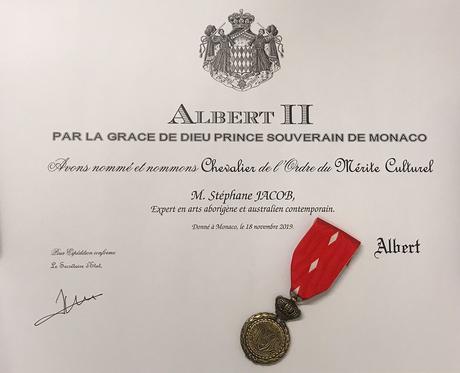 ALBERT II
PAR LA GRACE DE DIEU PRINCE SOUVERAIN DE MONACO
Avons nommé et nommons Chevalier de l'Ordre du Mérite Culturel
M. Stéphane JACOB,
Expert en arts aborigène et australien contemporain.
Donné à Monaco, le 18 novembre 2019.
Albert
Pour Expédition conforme
Le Secrétaire d'Etat,